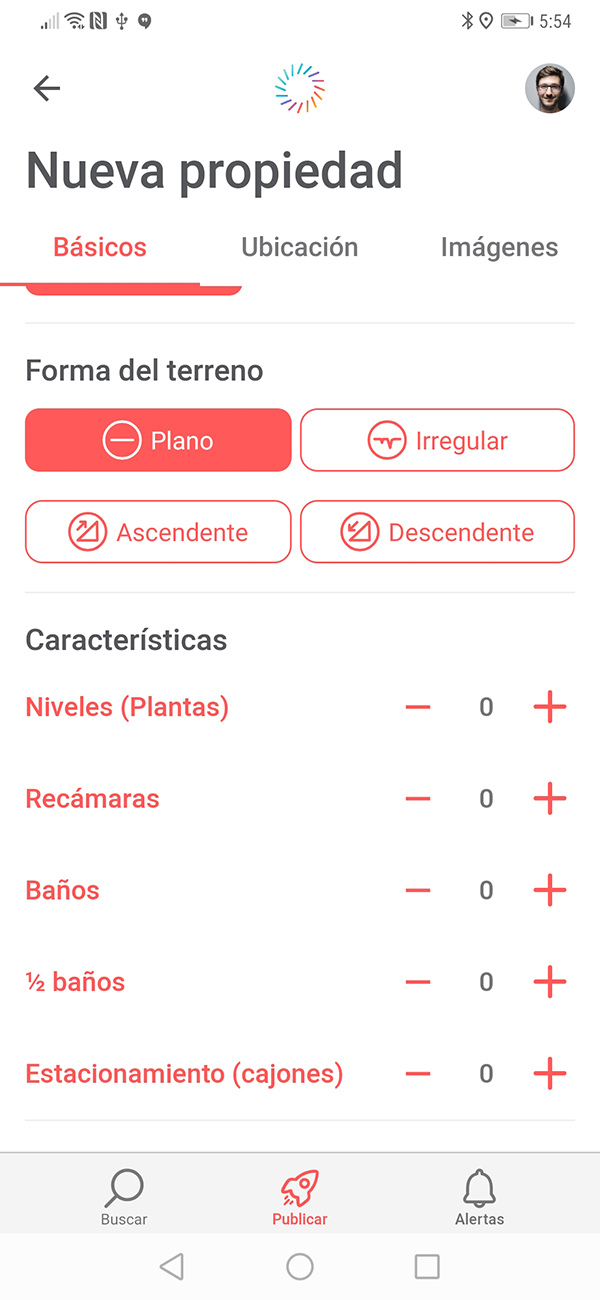 5:54
Nueva propiedad
Básicos Ubicación Imágenes
Forma del terreno
Plano Irregular
Ascendente Descendente
Características
Niveles (Plantas) 0
Recámaras 0
Baños 0
½ baños 0
Estacionamiento (cajones) 0
Buscar Publicar Alertas